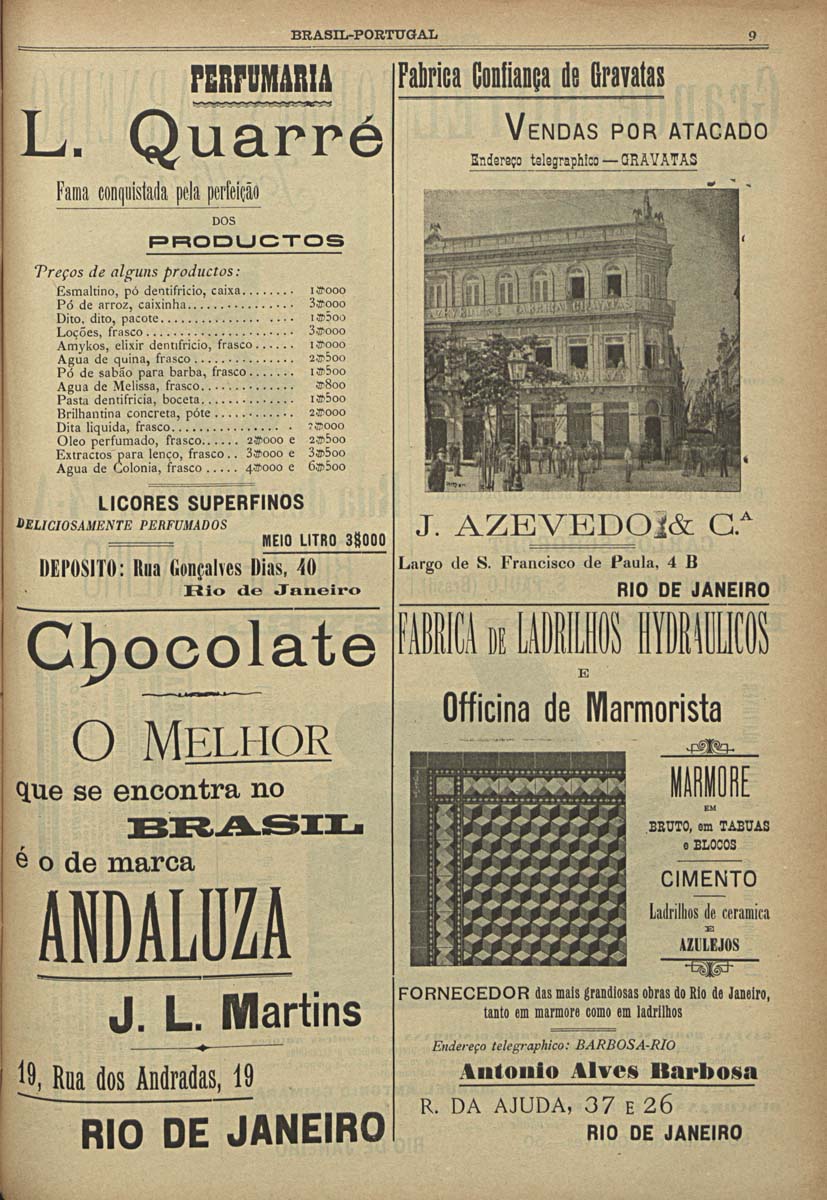 BRASIL-PORTUGAL 9
PERFUMARIA
L. Quarré
Fama conquistada pela perfeição
DOS
PRODUCTOS
Preços de alguns productos:
Esmaltino, pó dentifricio, caixa........ 1$000
Pó de arroz, caixinha................ 3$000
Dito, dito, pacote.................... 1$500
Loções, frasco...................... 3$000
Amykos, elixir dentifricio, frasco...... 1$000
Agua de quina, frasco............... 2$500
Pó de sabão para barba, frasco....... 1$500
Agua de Melissa, frasco.............. $800
Pasta dentifricia, boceta.............. 1$500
Brilhantina concreta, póte............ 2$000
Dita liquida, frasco.................. 2$000
Oleo perfumado, frasco...... 2$000 e 2$500
Extractos para lenço, frasco.. 3$000 e 3$500
Agua de Colonia, frasco..... 4$000 e 6$500
LICORES SUPERFINOS
DELICIOSAMENTE PERFUMADOS
MEIO LITRO 3$000
DEPOSITO: Rua Gonçalves Dias, 40
Rio de Janeiro
Chocolate
O MELHOR
que se encontra no
BRASIL
é o de marca
ANDALUZA
J. L. Martins
19, Rua dos Andradas, 19
RIO DE JANEIRO
Fabrica Confiança de Gravatas
VENDAS POR ATACADO
Endereço telegraphico — GRAVATAS
J. AZEVEDO & C.A
Largo de S. Francisco de Paula, 4 B
RIO DE JANEIRO
FABRICA DE LADRILHOS HYDRAULICOS
E
Officina de Marmorista
MARMORE
EM
BRUTO, em TABUAS
e BLOCOS
CIMENTO
Ladrilhos de ceramica
E
AZULEJOS
FORNECEDOR das mais grandiosas obras do Rio de Janeiro,
tanto em marmore como em ladrilhos
Endereço telegraphico: BARBOSA-RIO
Antonio Alves Barbosa
R. DA AJUDA, 37 E 26
RIO DE JANEIRO